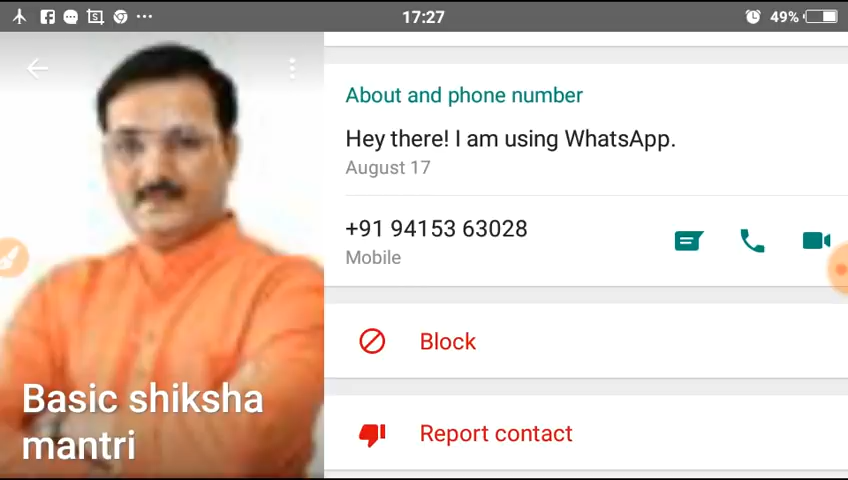 17:27
49%
Basic shiksha
mantri
About and phone number
Hey there! I am using WhatsApp.
August 17
+91 94153 63028
Mobile
Block
Report contact